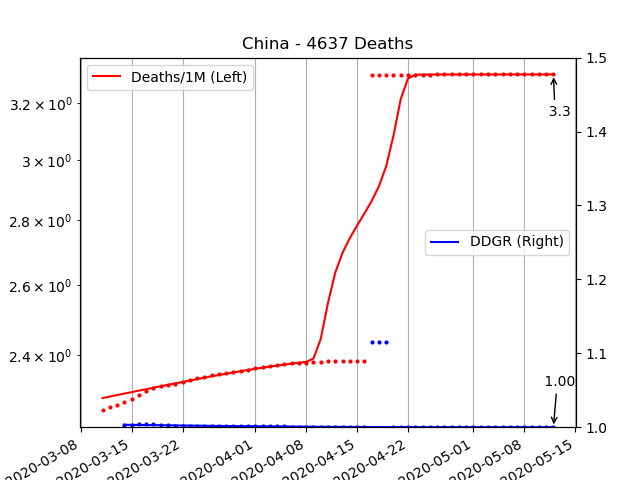 China - 4637 Deaths
Deaths/1M (Left)
DDGR (Right)
3.2 × 10⁰
3 × 10⁰
2.8 × 10⁰
2.6 × 10⁰
2.4 × 10⁰
1.5
1.4
1.3
1.2
1.1
1.0
3.3
1.00
2020-03-08
2020-03-15
2020-03-22
2020-04-01
2020-04-08
2020-04-15
2020-04-22
2020-05-01
2020-05-08
2020-05-15